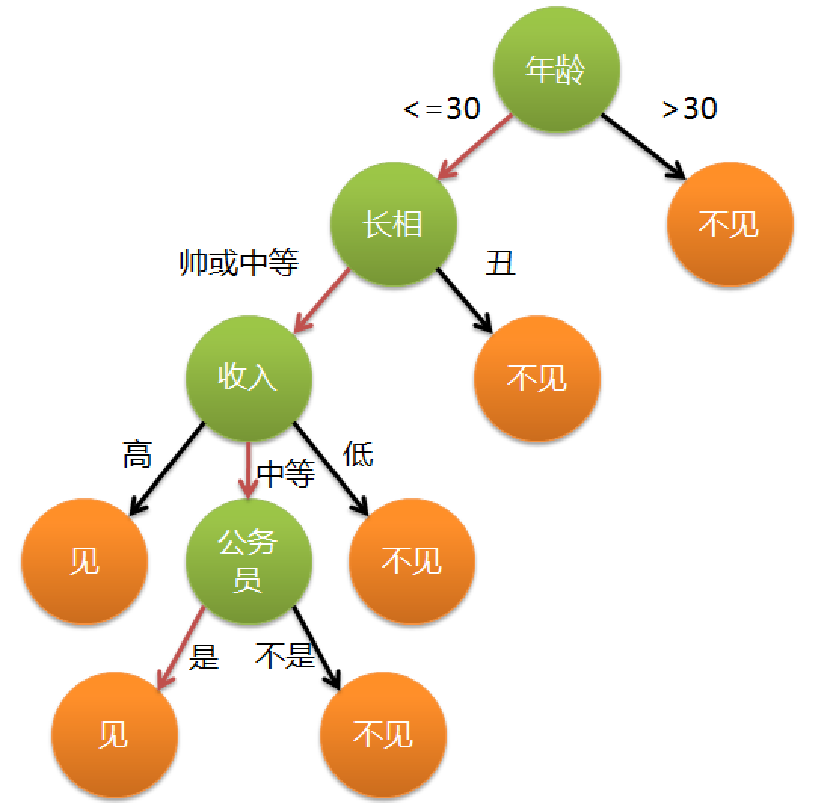 年龄
<=30
>30
长相
不见
帅或中等
丑
收入
不见
高
中等
低
见
公务
员
不见
是
不是
见
不见